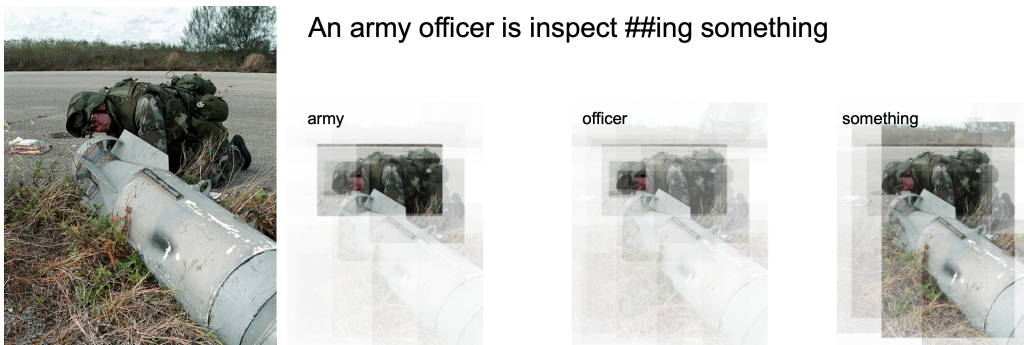 An army officer is inspect ##ing something
army
officer
something